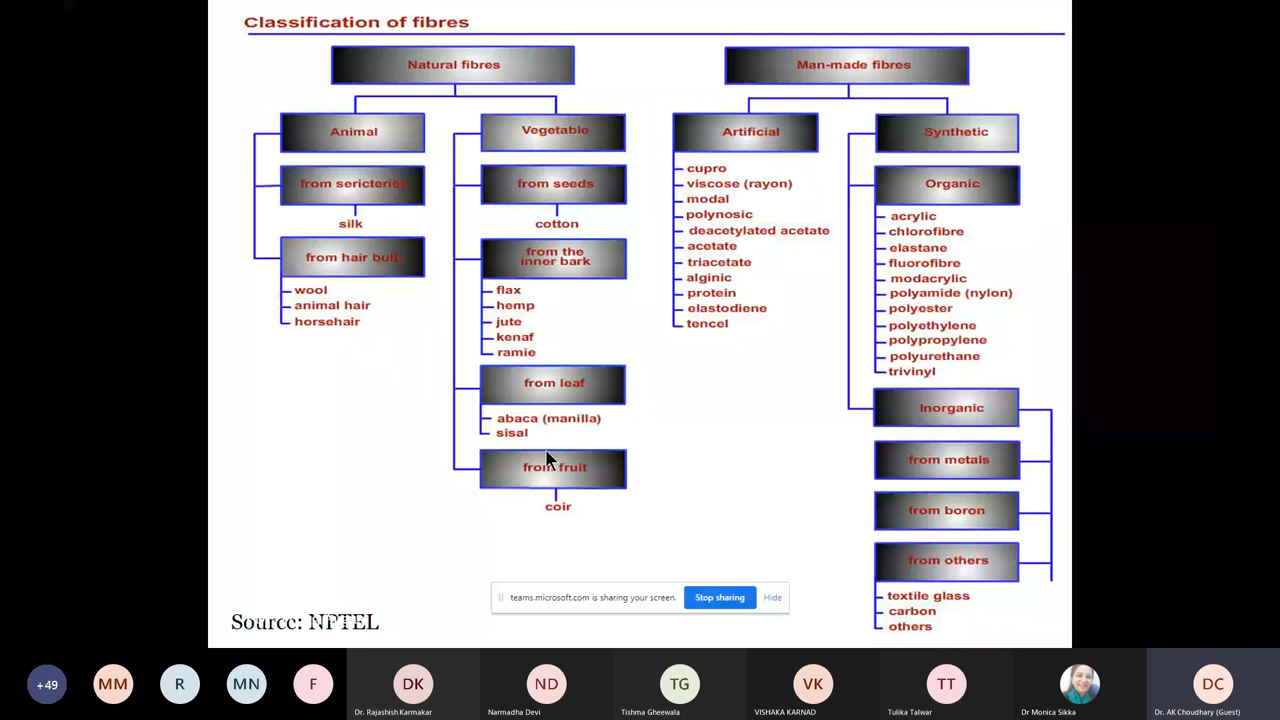 Classification of fibres
Natural fibres
Animal
from sericteries
silk
from hair bulb
wool
animal hair
horsehair
Vegetable
from seeds
cotton
from the
inner bark
flax
hemp
jute
kenaf
ramie
from leaf
abaca (manilla)
sisal
from fruit
coir
Man-made fibres
Artificial
cupro
viscose (rayon)
modal
polynosic
deacetylated acetate
acetate
triacetate
alginic
protein
elastodiene
tencel
Synthetic
Organic
acrylic
chlorofibre
elastane
fluorofibre
modacrylic
polyamide (nylon)
polyester
polyethylene
polypropylene
polyurethane
trivinyl
Inorganic
from metals
from boron
from others
textile glass
carbon
others
teams.microsoft.com is sharing your screen.
Stop sharing
Hide
Source: NPTEL
+49
MM
R
MN
F
DK
Dr. Rajashish Karmakar
ND
Narmadha Devi
TG
Tishma Gheewala
VK
VISHAKA KARNAD
TT
Tulika Talwar
Dr Monica Sikka
DC
Dr. AK Choudhary (Guest)